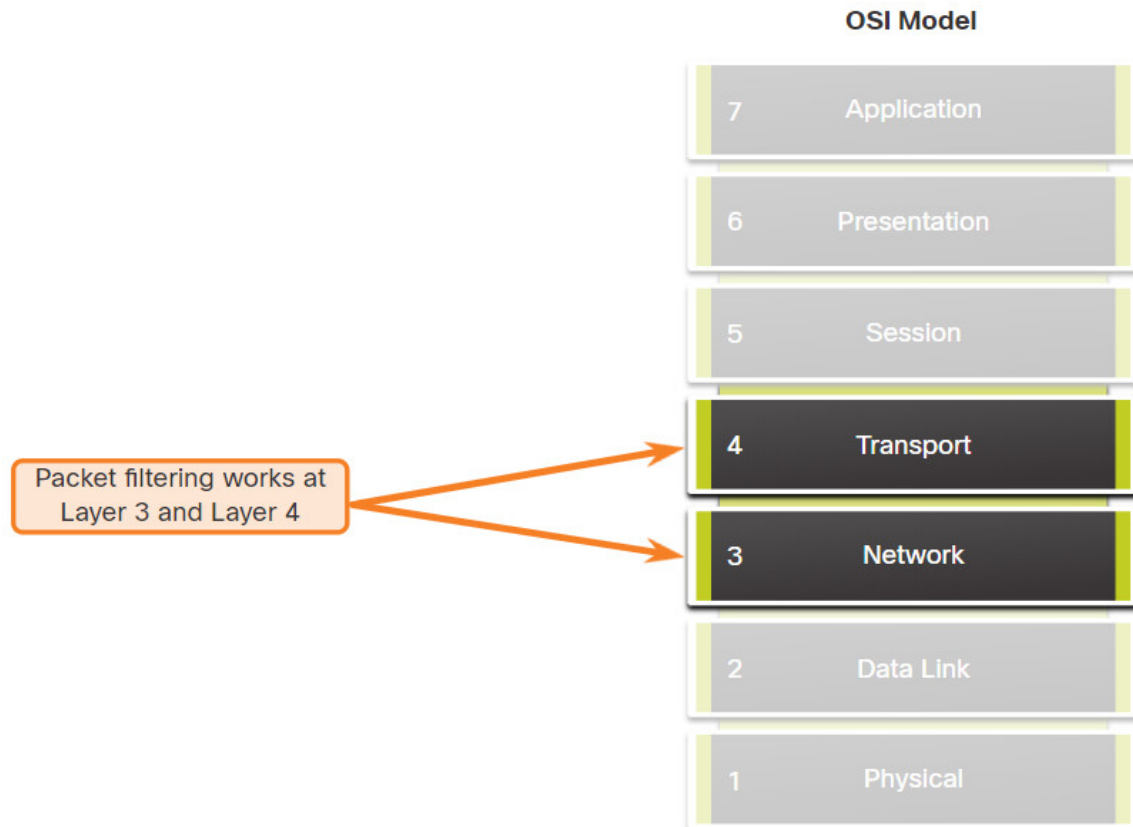 OSI Model
7 Application
6 Presentation
5 Session
4 Transport
Packet filtering works at
Layer 3 and Layer 4
3 Network
2 Data Link
1 Physical